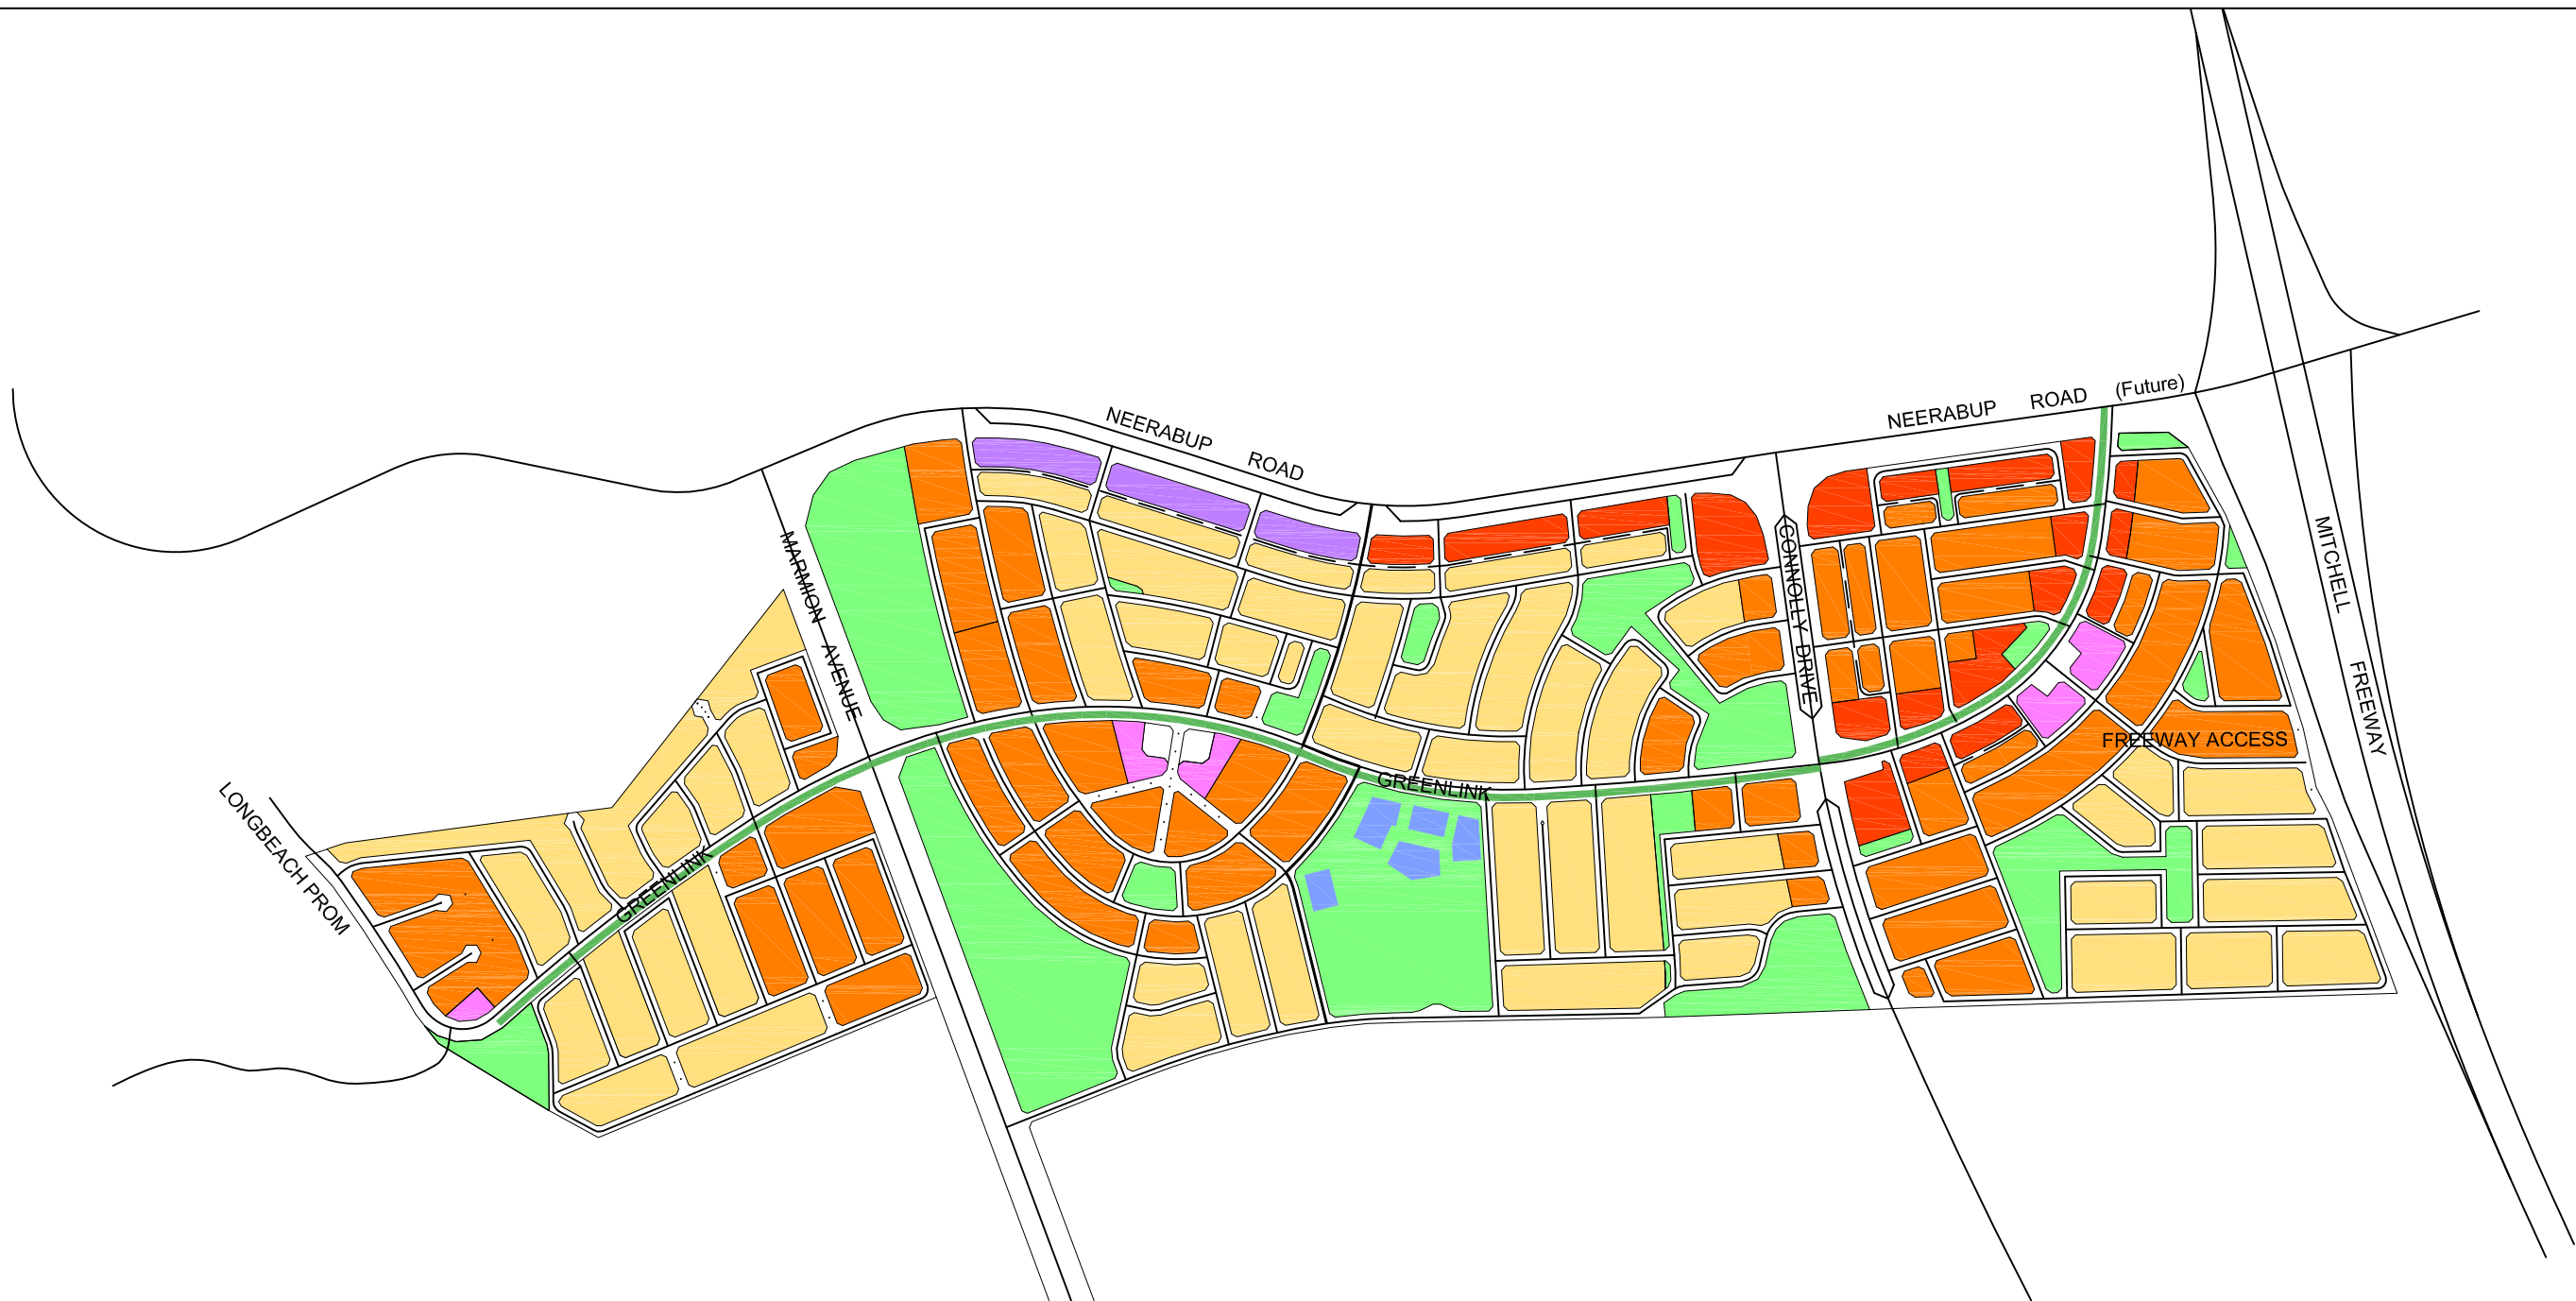 NEERABUP ROAD
NEERABUP ROAD (Future)
MARMION AVENUE
CONNOLLY DRIVE
MITCHELL FREEWAY
FREEWAY ACCESS
LONGBEACH PROM
GREENLINK
GREENLINK